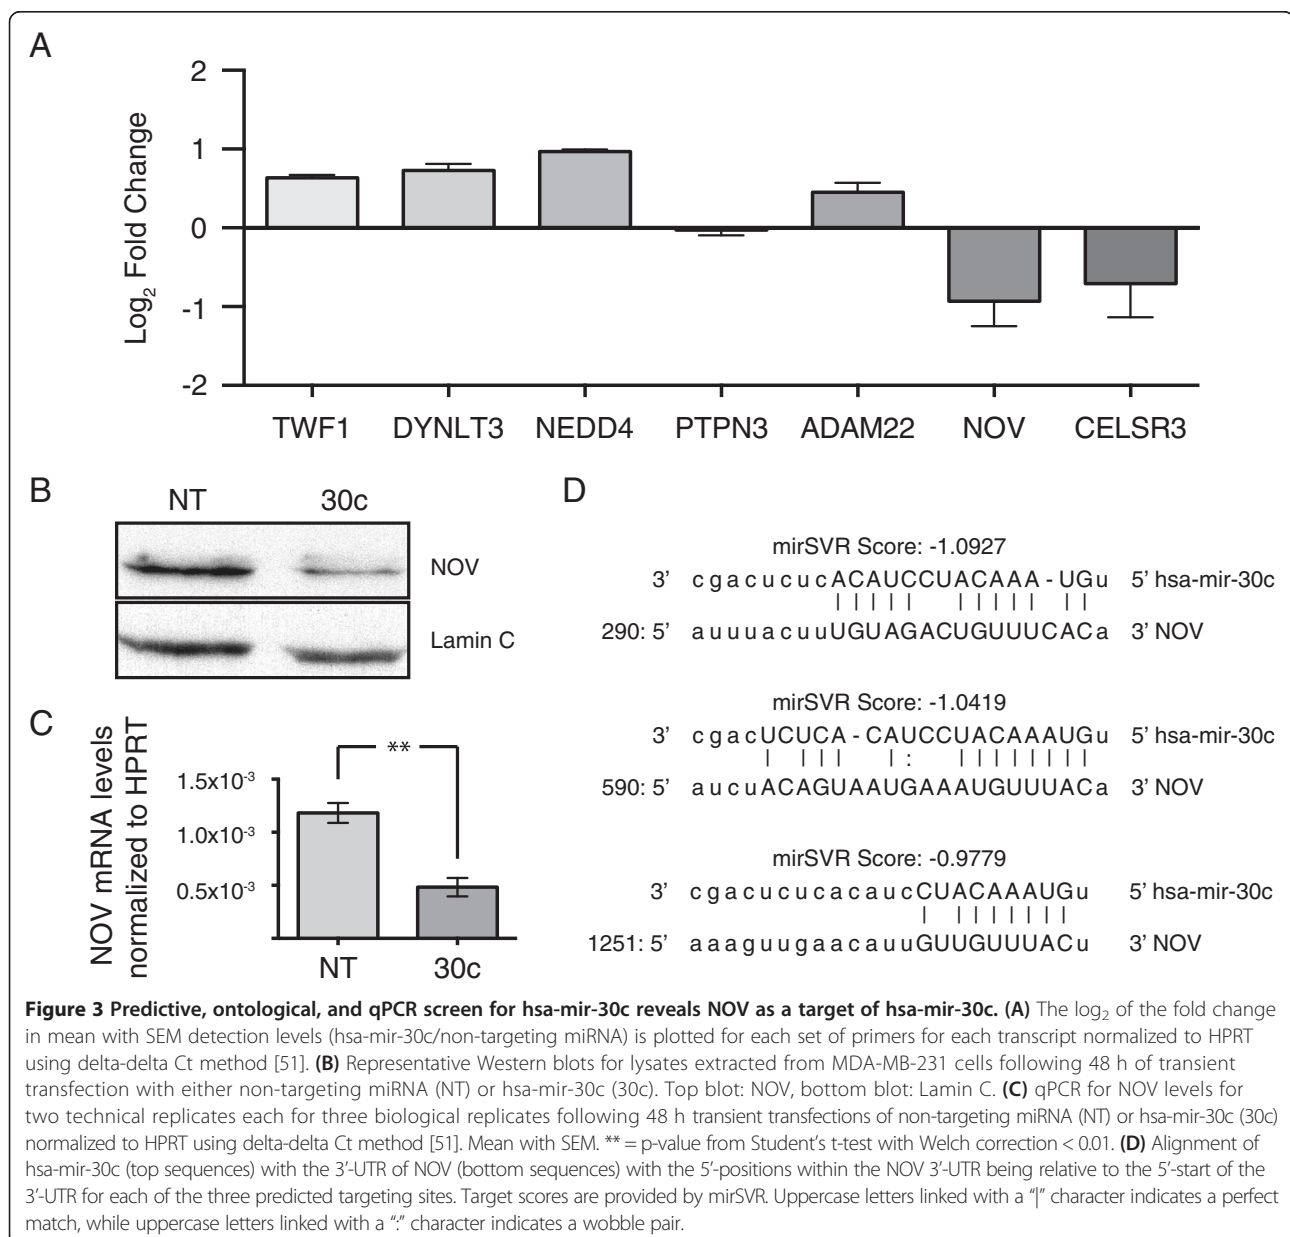 A
Log2 Fold Change
2
1
0
-1
-2
TWF1 DYNLT3 NEDD4 PTPN3 ADAM22 NOV CELSR3
B
NT 30c
NOV
Lamin C
C
NOV mRNA levels
normalized to HPRT
**
1.5x10-3
1.0x10-3
0.5x10-3
NT 30c
D
mirSVR Score: -1.0927
3’ cgacucucACAUCCUACAAA-UGu 5’ hsa-mir-30c
| | | | | | | | | | | |
290: 5’ auuuacuuUGUAGACUGUUUCACa 3’ NOV
mirSVR Score: -1.0419
3’ cgacUCUCA-CAUCCUACAAAUGu 5’ hsa-mir-30c
| | | | | : | | | | | | | |
590: 5’ aucuACAGUAAUGAAAUGUUUACa 3’ NOV
mirSVR Score: -0.9779
3’ cgacucucacaucCUACAAAUGu 5’ hsa-mir-30c
| | | | | | | |
1251: 5’ aaaguugaacauuGUUGUUUACu 3’ NOV
Figure 3 Predictive, ontological, and qPCR screen for hsa-mir-30c reveals NOV as a target of hsa-mir-30c. (A) The log2 of the fold change
in mean with SEM detection levels (hsa-mir-30c/non-targeting miRNA) is plotted for each set of primers for each transcript normalized to HPRT
using delta-delta Ct method [51]. (B) Representative Western blots for lysates extracted from MDA-MB-231 cells following 48 h of transient
transfection with either non-targeting miRNA (NT) or hsa-mir-30c (30c). Top blot: NOV, bottom blot: Lamin C. (C) qPCR for NOV levels for
two technical replicates each for three biological replicates following 48 h transient transfections of non-targeting miRNA (NT) or hsa-mir-30c (30c)
normalized to HPRT using delta-delta Ct method [51]. Mean with SEM. ** = p-value from Student’s t-test with Welch correction < 0.01. (D) Alignment of
hsa-mir-30c (top sequences) with the 3’-UTR of NOV (bottom sequences) with the 5’-positions within the NOV 3’-UTR being relative to the 5’-start of the
3’-UTR for each of the three predicted targeting sites. Target scores are provided by mirSVR. Uppercase letters linked with a “|” character indicates a perfect
match, while uppercase letters linked with a “:” character indicates a wobble pair.